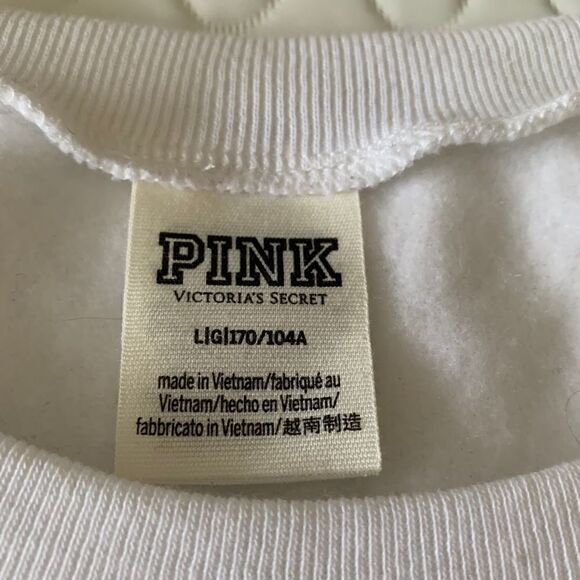 PINK
VICTORIA'S SECRET
L|G|170/104A
made in Vietnam/fabriqué au
Vietnam/hecho en Vietnam/
fabbricato in Vietnam/越南制造